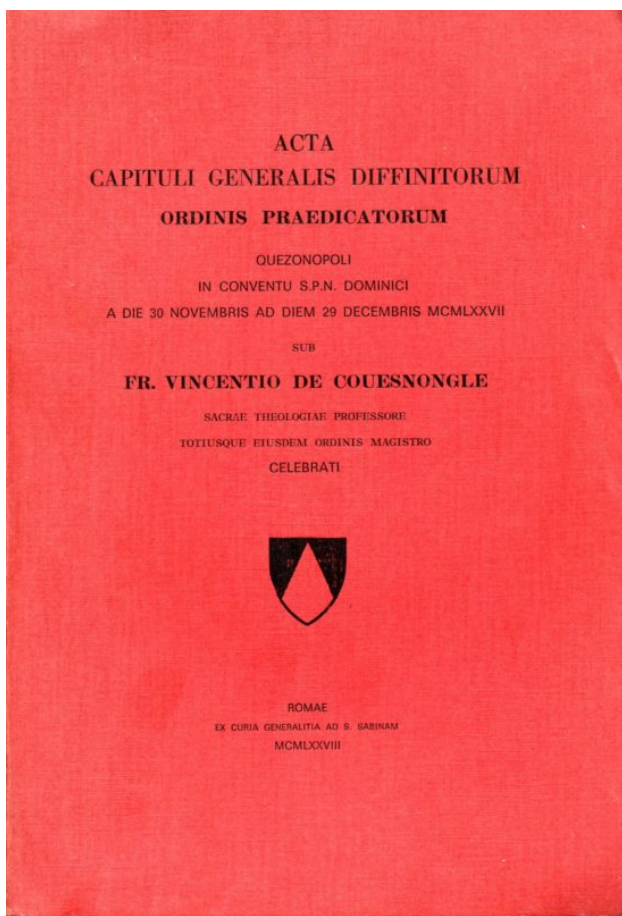 ACTA
CAPITULI GENERALIS DIFFINITORUM
ORDINIS PRAEDICATORUM
QUEZONOPOLI
IN CONVENTU S.P.N. DOMINICI
A DIE 30 NOVEMBRIS AD DIEM 29 DECEMBRIS MCMLXXVII
SUB
FR. VINCENTIO DE COUESNONGLE
SACRAE THEOLOGIAE PROFESSORE
TOTIUSQUE EIUSDEM ORDINIS MAGISTRO
CELEBRATI
ROMAE
EX CURIA GENERALITIA AD S. SABINAM
MCMLXXVIII